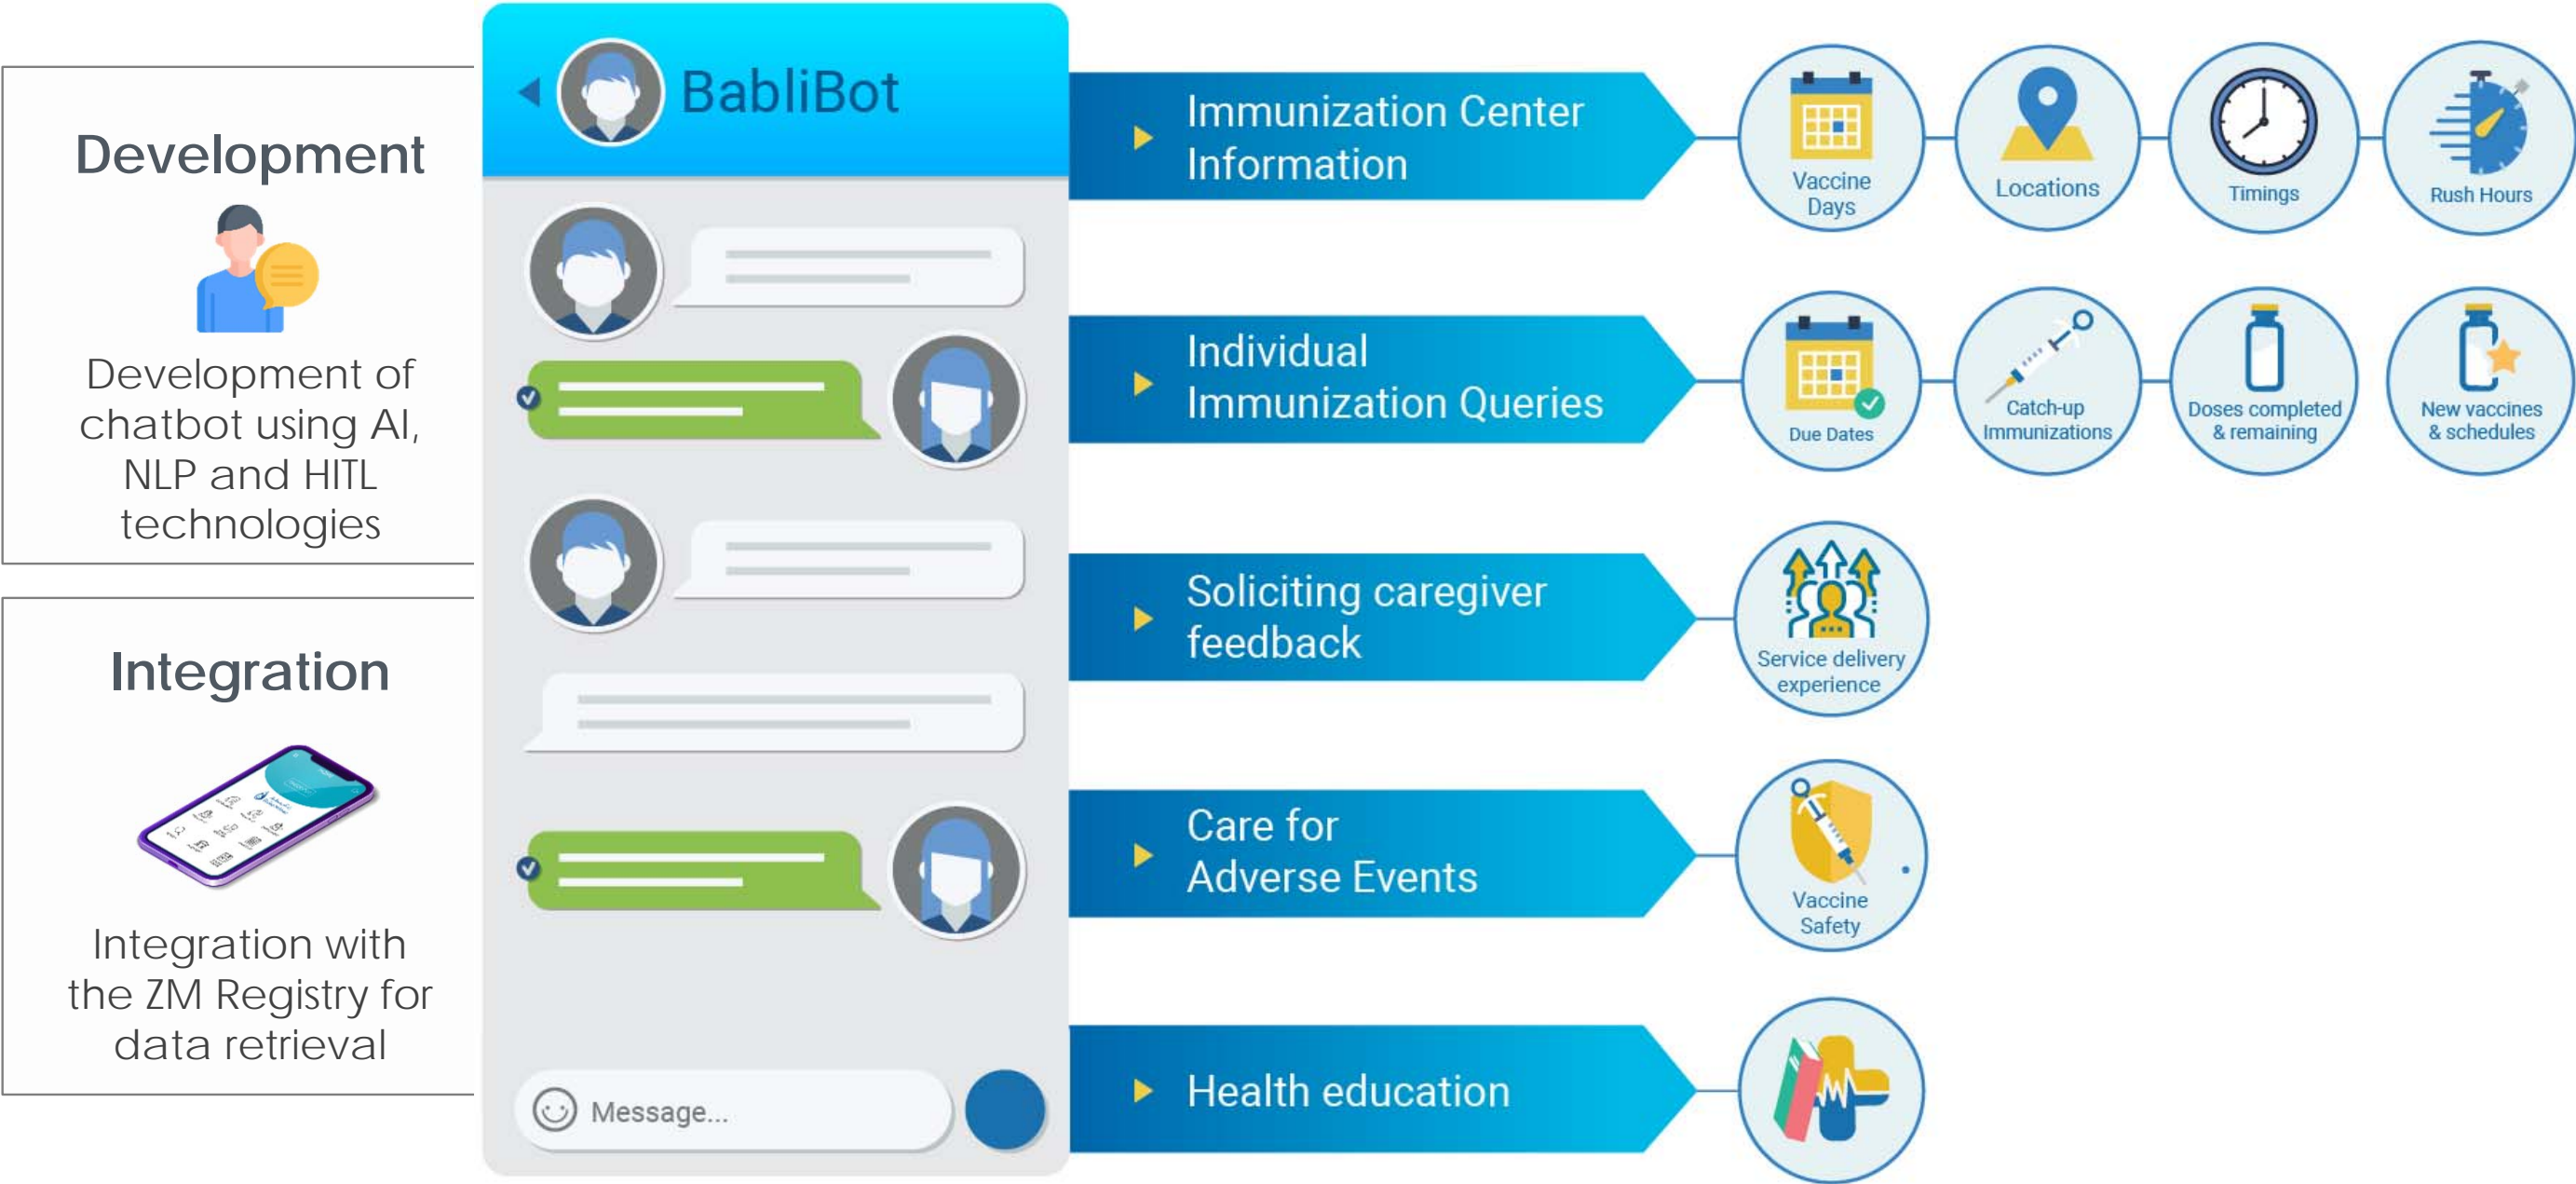 Development
Development of
chatbot using AI,
NLP and HITL
technologies
Integration
Integration with
the ZM Registry for
data retrieval
BabliBot
Message...
Immunization Center
Information
Vaccine
Days
Locations
Timings
Rush Hours
Individual
Immunization Queries
Due Dates
Catch-up
Immunizations
Doses completed
& remaining
New vaccines
& schedules
Soliciting caregiver
feedback
Service delivery
experience
Care for
Adverse Events
Vaccine
Safety
Health education